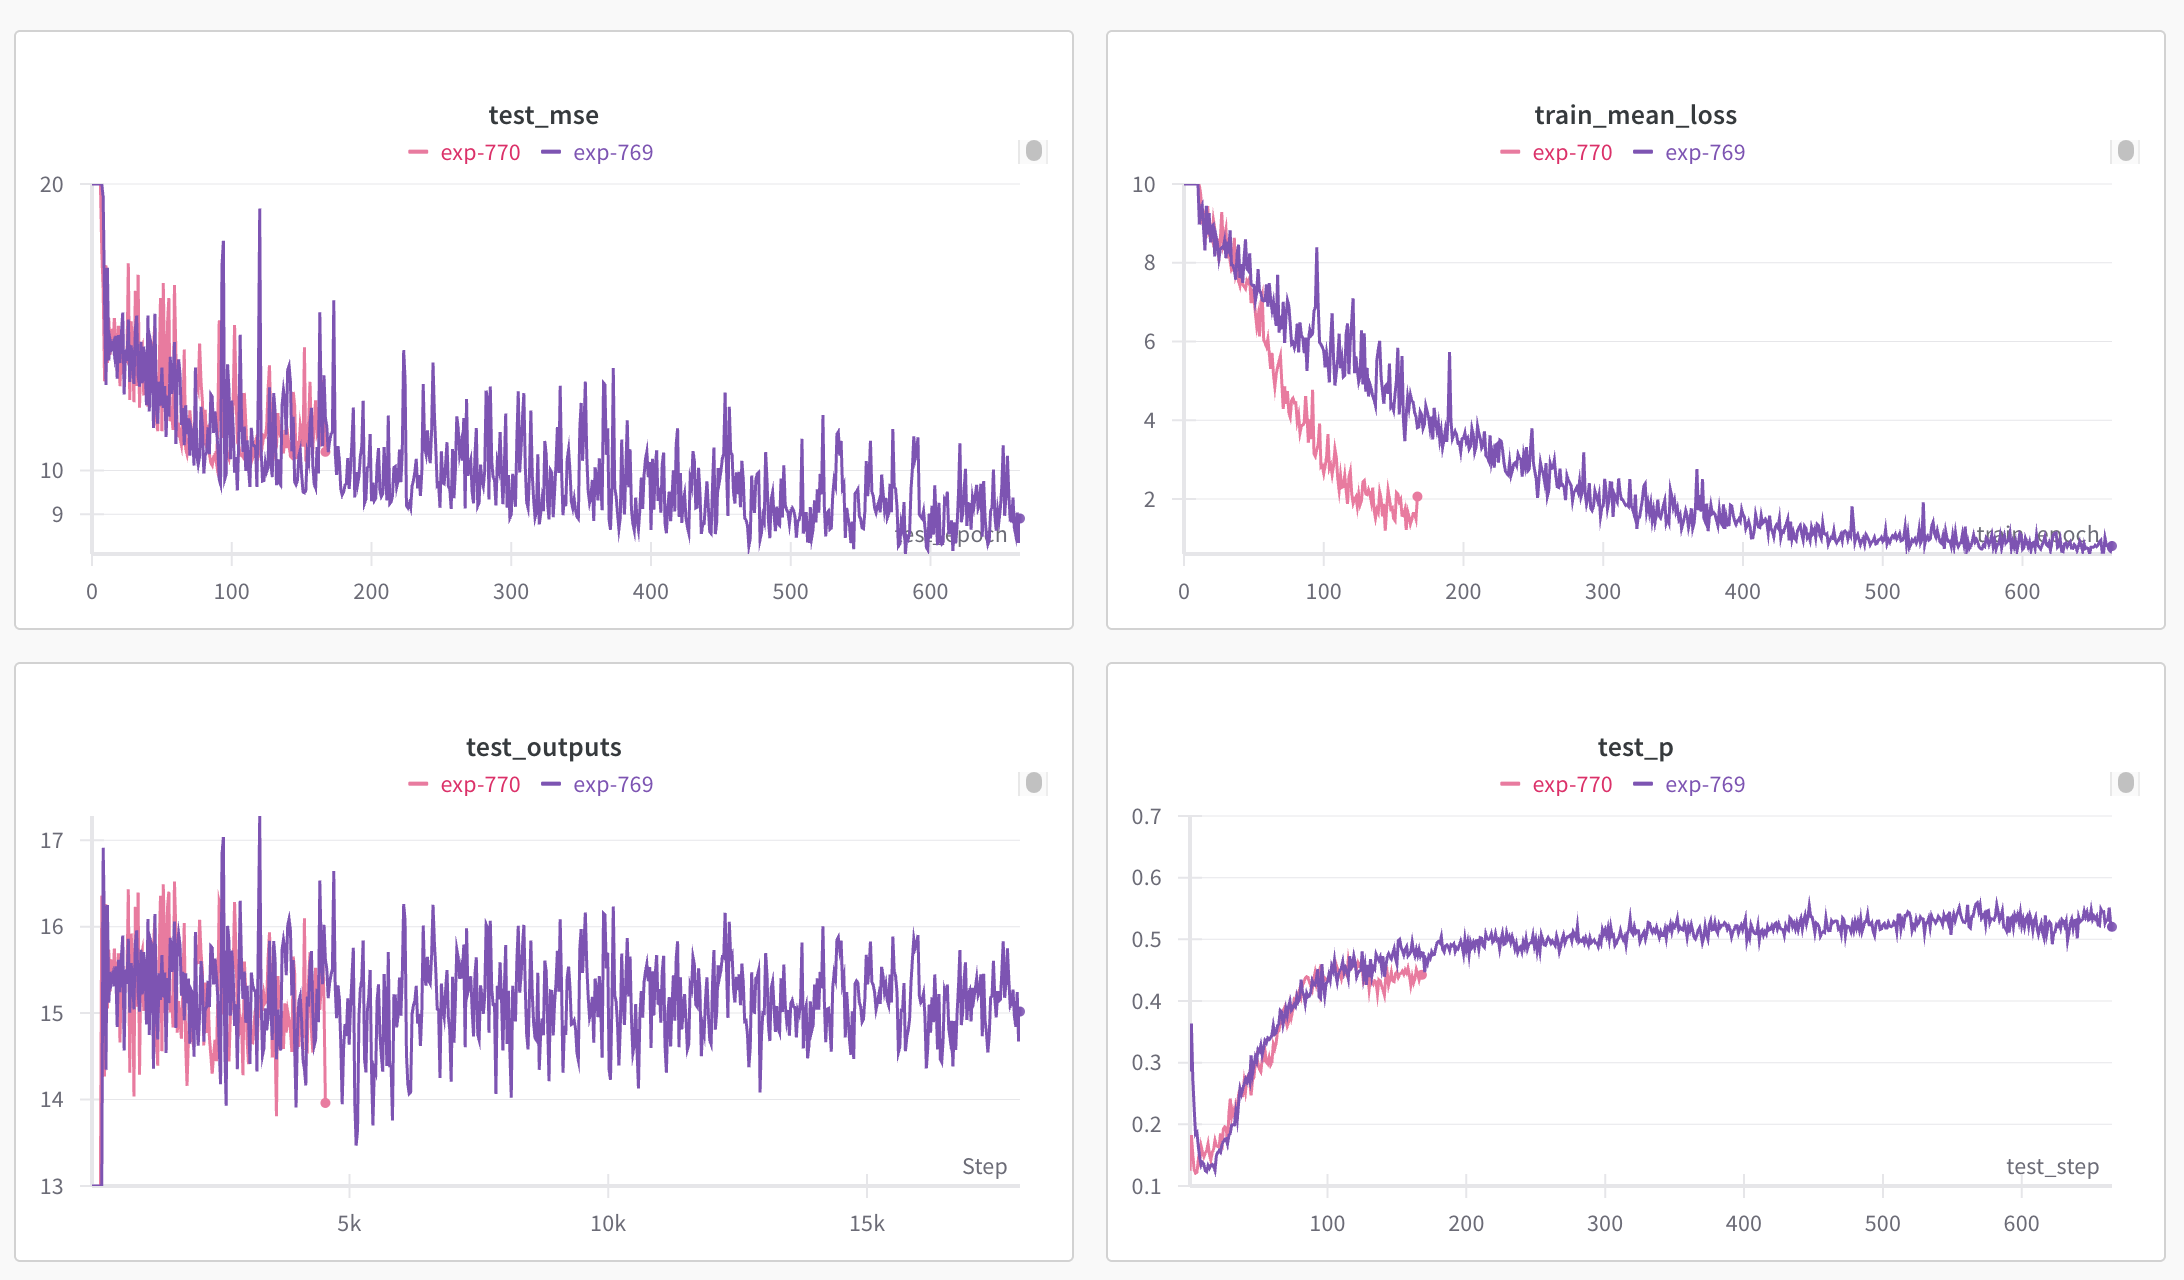 test_mse
exp-770 exp-769
20
10
9
test_epoch
0 100 200 300 400 500 600
train_mean_loss
exp-770 exp-769
10
8
6
4
2
train_epoch
0 100 200 300 400 500 600
test_outputs
exp-770 exp-769
17
16
15
14
13
Step
5k 10k 15k
test_p
exp-770 exp-769
0.7
0.6
0.5
0.4
0.3
0.2
0.1
test_step
100 200 300 400 500 600